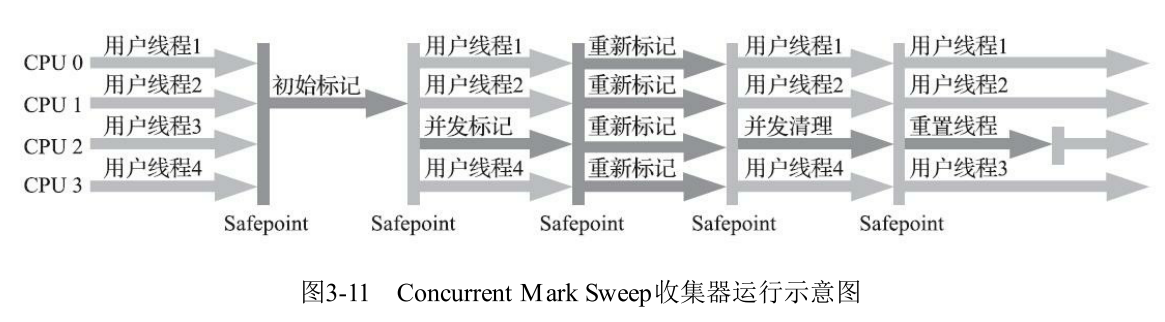 CPU 0 用户线程1 用户线程1 重新标记 用户线程1 用户线程1
初始标记
CPU 1 用户线程2 用户线程2 重新标记 用户线程2 用户线程2
CPU 2 用户线程3 并发标记 重新标记 并发清理 重置线程
CPU 3 用户线程4 用户线程4 重新标记 用户线程4 用户线程3
Safepoint Safepoint Safepoint Safepoint Safepoint
图3-11 Concurrent Mark Sweep收集器运行示意图